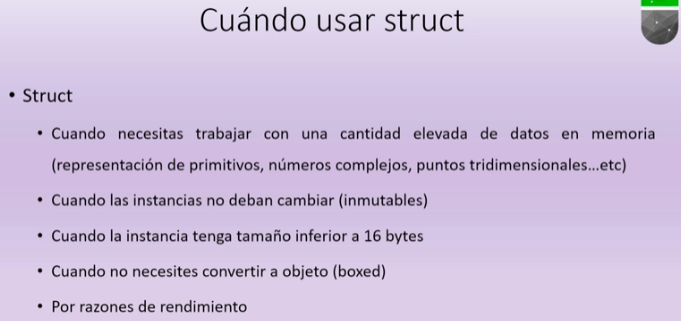 Cuándo usar struct
• Struct
• Cuando necesitas trabajar con una cantidad elevada de datos en memoria
(representación de primitivos, números complejos, puntos tridimensionales...etc)
• Cuando las instancias no deban cambiar (inmutables)
• Cuando la instancia tenga tamaño inferior a 16 bytes
• Cuando no necesites convertir a objeto (boxed)
• Por razones de rendimiento